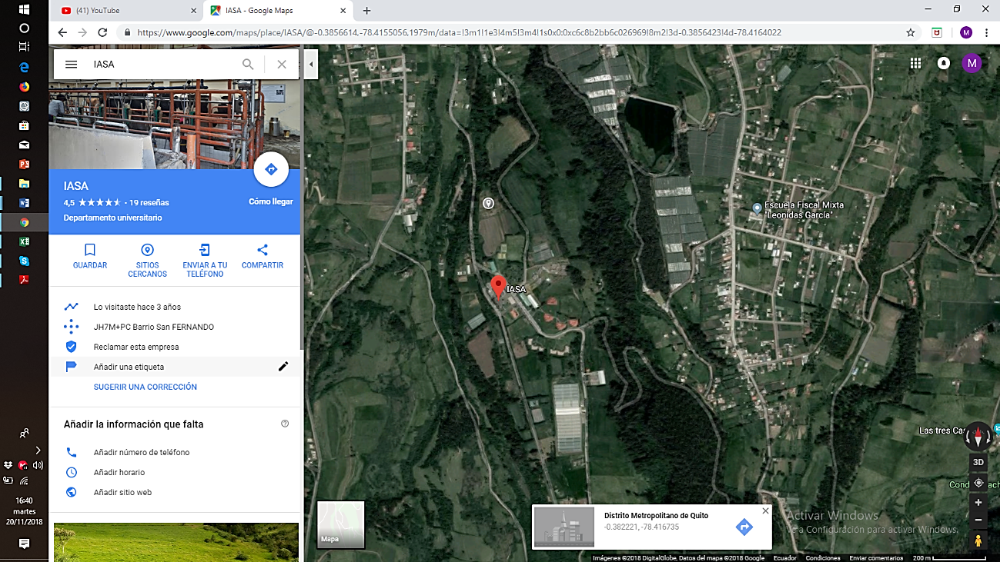 (41) YouTube
IASA - Google Maps
https://www.google.com/maps/place/IASA/@-0.3856614,-78.4155056,1979m/data=!3m1!1e3!4m5!3m4!1s0x0:0xc6c8b2bb6c026969!8m2!3d-0.3856423!4d-78.4164022
M
IASA
M
IASA
4,5 · 19 reseñas
Cómo llegar
Departamento universitario
GUARDAR
SITIOS
CERCANOS
ENVIAR A TU
TELÉFONO
COMPARTIR
Lo visitaste hace 3 años
JH7M+PC Barrio San FERNANDO
Reclamar esta empresa
Añadir una etiqueta
SUGERIR UNA CORRECCIÓN
Añadir la información que falta
Añadir número de teléfono
Añadir horario
Añadir sitio web
Escuela Fiscal Mixta
"Leonidas García"
IASA
Las tres Cas
Cond
3D
Mapa
Distrito Metropolitano de Quito
-0.382221, -78.416735
Activar Windows
Ve a Configuración para activar Windows.
Imágenes ©2018 DigitalGlobe, Datos del mapa ©2018 Google Ecuador Condiciones Enviar comentarios 200 m
16:40
martes
20/11/2018